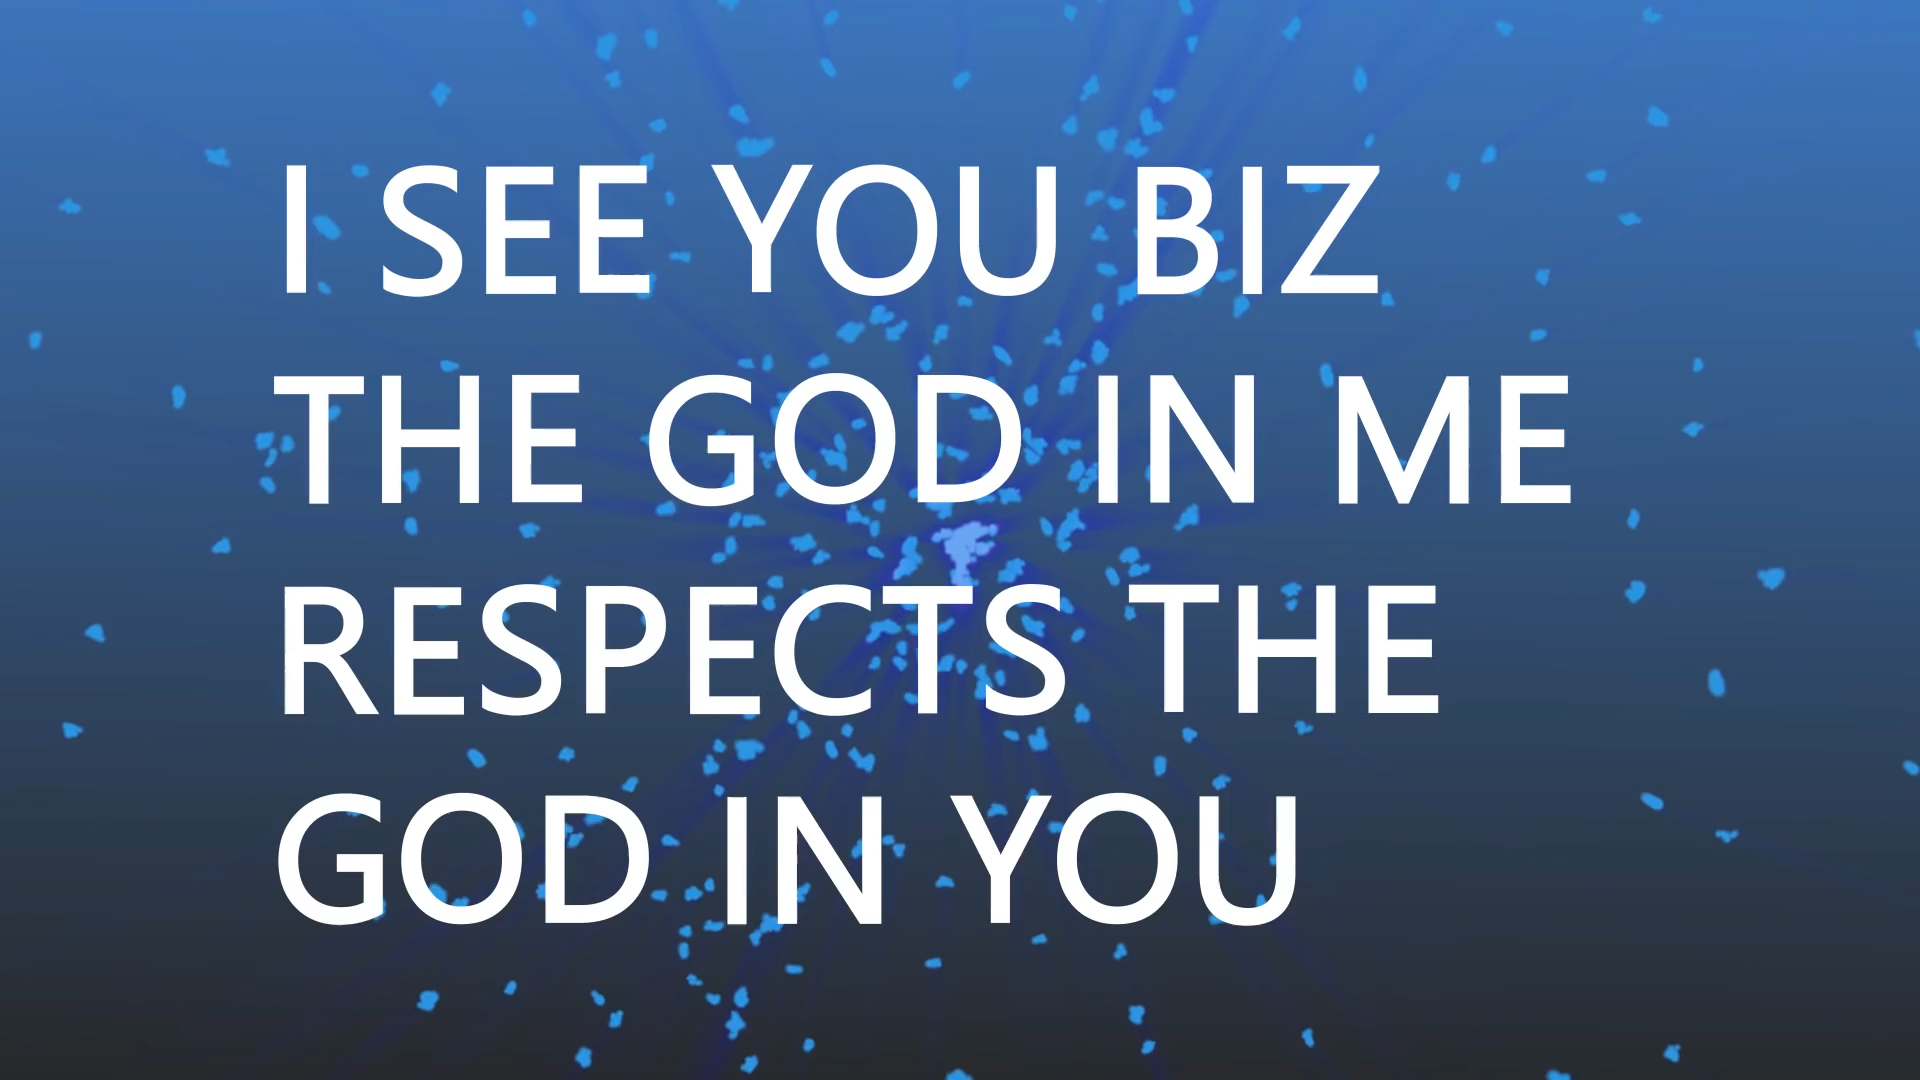 I SEE YOU BIZ
THE GOD IN ME
RESPECTS THE
GOD IN YOU